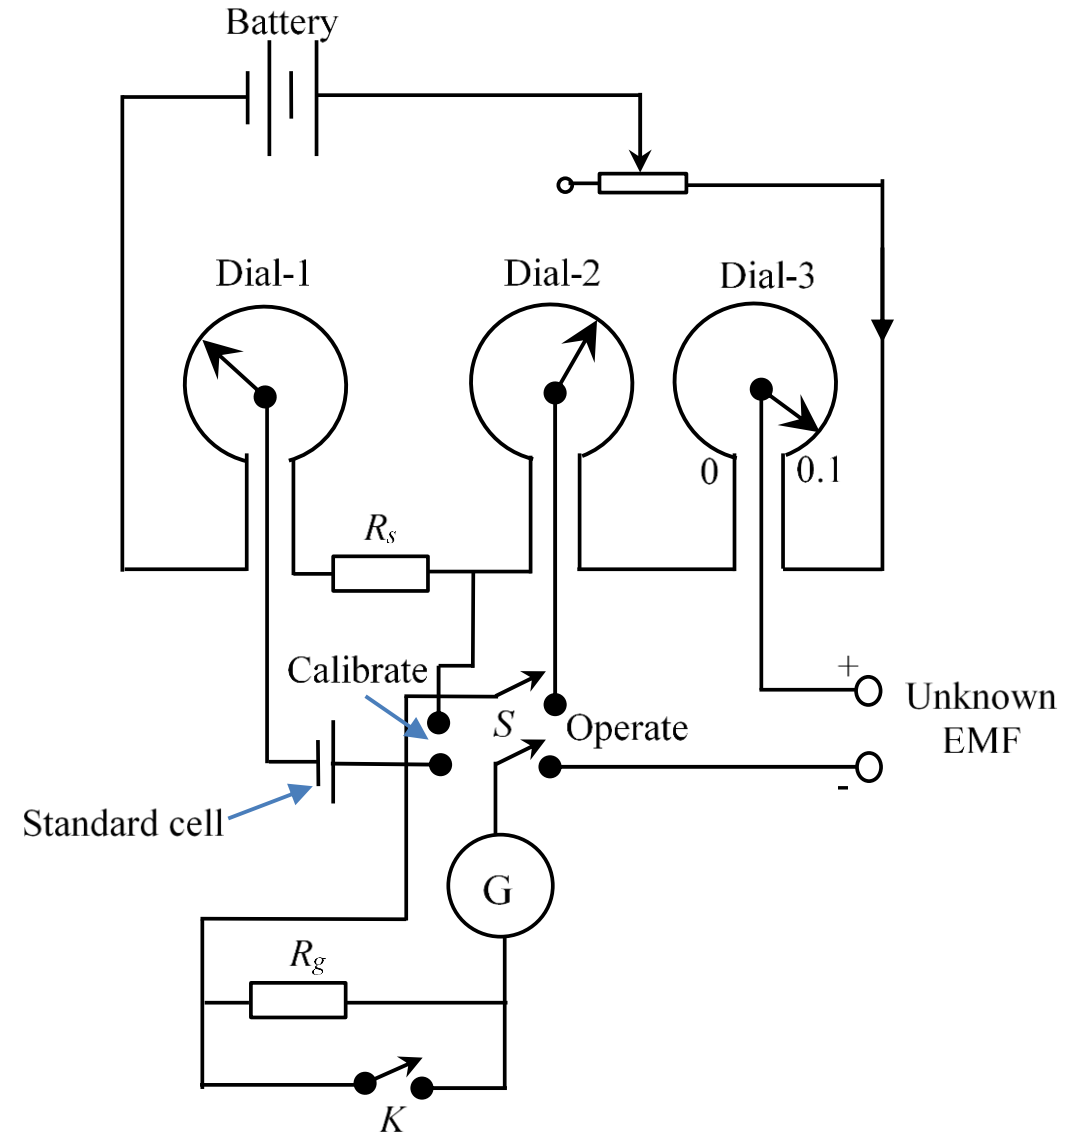 Battery
Dial-1
Dial-2
Dial-3
0
0.1
Rs
Calibrate
+
Unknown
EMF
S
Operate
-
Standard cell
G
Rg
K